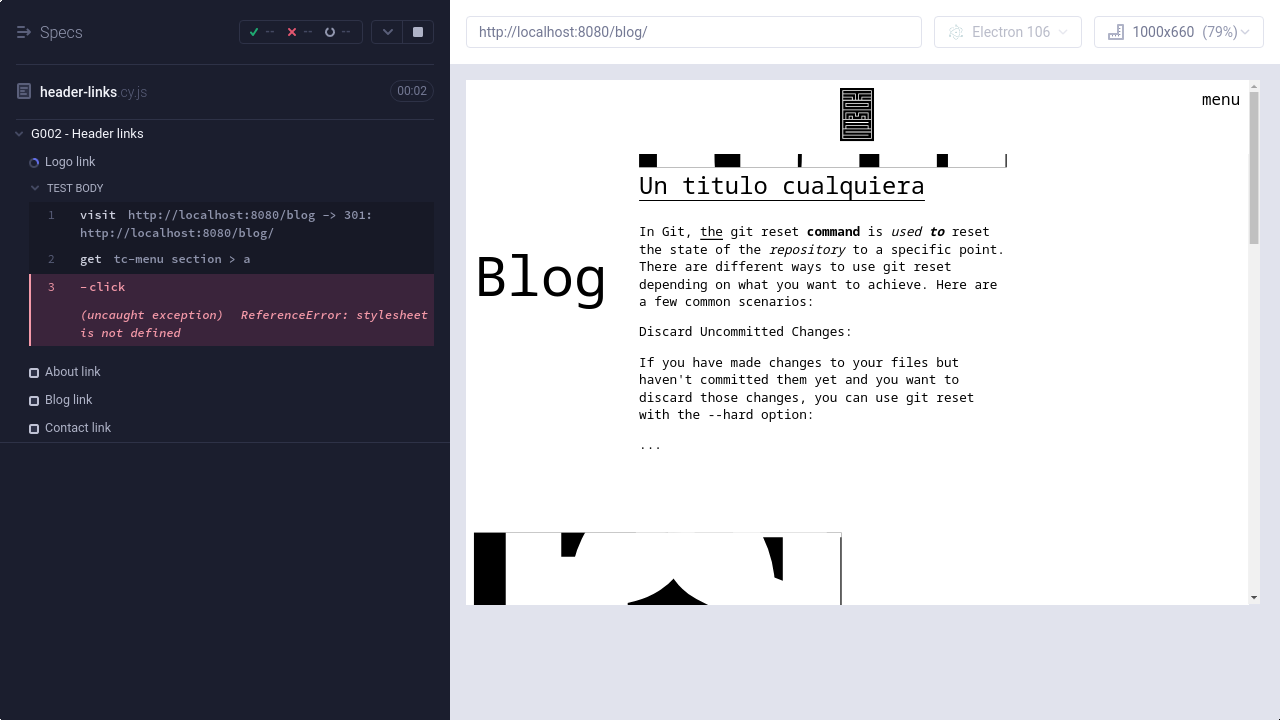 Specs
--
--
--
http://localhost:8080/blog/
Electron 106
1000x660 (79%)
header-links.cy.js
00:02
G002 - Header links
Logo link
TEST BODY
1 visit http://localhost:8080/blog -> 301:
http://localhost:8080/blog/
2 get tc-menu section > a
3 -click
(uncaught exception) ReferenceError: stylesheet
is not defined
About link
Blog link
Contact link
menu
Un titulo cualquiera
Blog
In Git, the git reset command is used to reset
the state of the repository to a specific point.
There are different ways to use git reset
depending on what you want to achieve. Here are
a few common scenarios:
Discard Uncommitted Changes:
If you have made changes to your files but
haven't committed them yet and you want to
discard those changes, you can use git reset
with the --hard option:
...